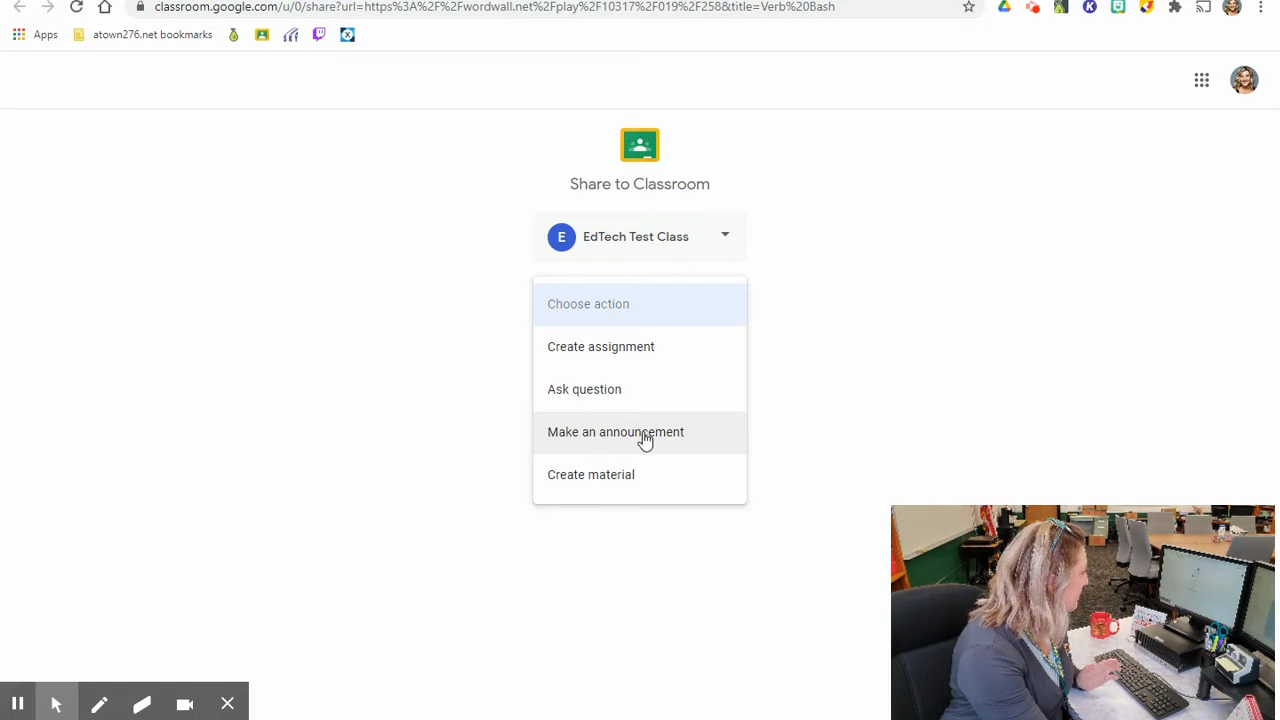 classroom.google.com/u/0/share?url=https%3A%2F%2Fwordwall.net%2Fplay%2F10317%2F019%2F258&title=Verb%20Bash
Apps
atown276.net bookmarks
Share to Classroom
E
EdTech Test Class
Choose action
Create assignment
Ask question
Make an announcement
Create material